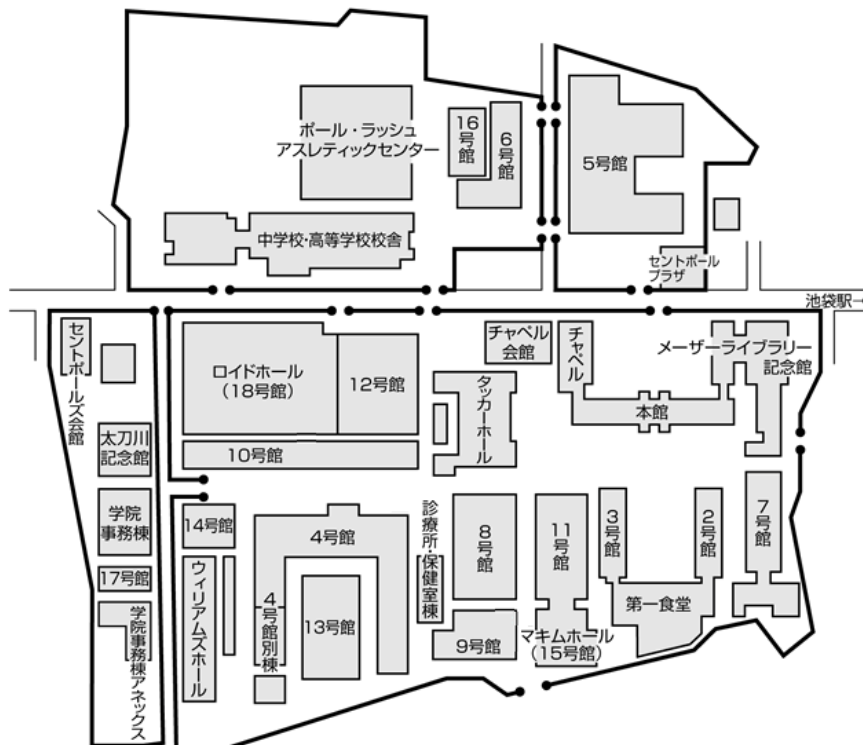 ポール・ラッシュ
アスレティックセンター
16号館
6号館
5号館
中学校・高等学校校舎
セントポール
プラザ
池袋駅→
セントポールズ会館
ロイドホール
(18号館)
12号館
チャペル
会館
チャペル
メーザーライブラリー
記念館
タッカーホール
本館
太刀川
記念館
10号館
学院
事務棟
14号館
4号館
診療所・保健室棟
8号館
11号館
3号館
2号館
7号館
17号館
ウィリアムズホール
4号館別棟
13号館
第一食堂
学院事務棟アネックス
9号館
マキムホール
(15号館)